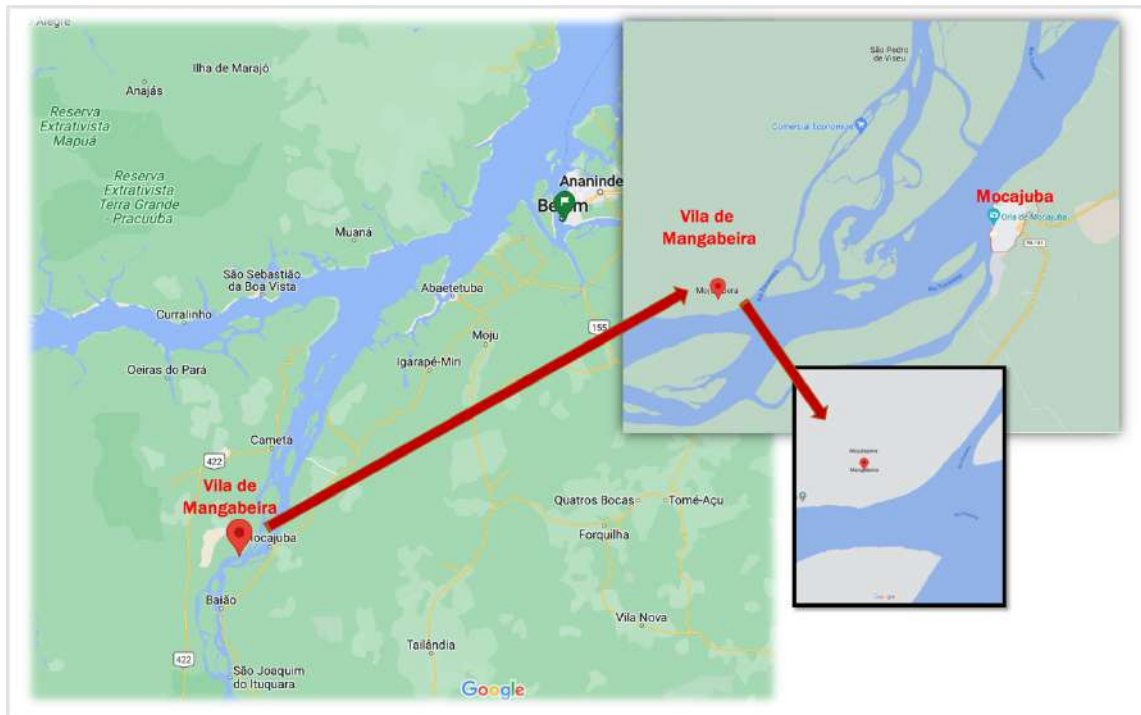 Alegre
Ilha de Marajó
Anajás
Reserva
Extrativista
Mapuá
Reserva
Extrativista
Terra Grande
- Pracuúba
Muaná
São Sebastião
da Boa Vista
Curralinho
Oeiras do Pará
Ananinde
Abaetetuba
Moju
155
Igarapé-Miri
Cametá
422
Vila de
Mangabeira
Mocajuba
Baião
422
São Joaquim
do Ituquara
Quatros Bocas
Tomé-Açu
Forquilha
Vila Nova
Tailândia
Google
São Pedro
de Viseu
Comercial Economize
Mocajuba
Orla de Mocajuba
Vila de
Mangabeira
Rio Tocantins
Mangabeira
Google